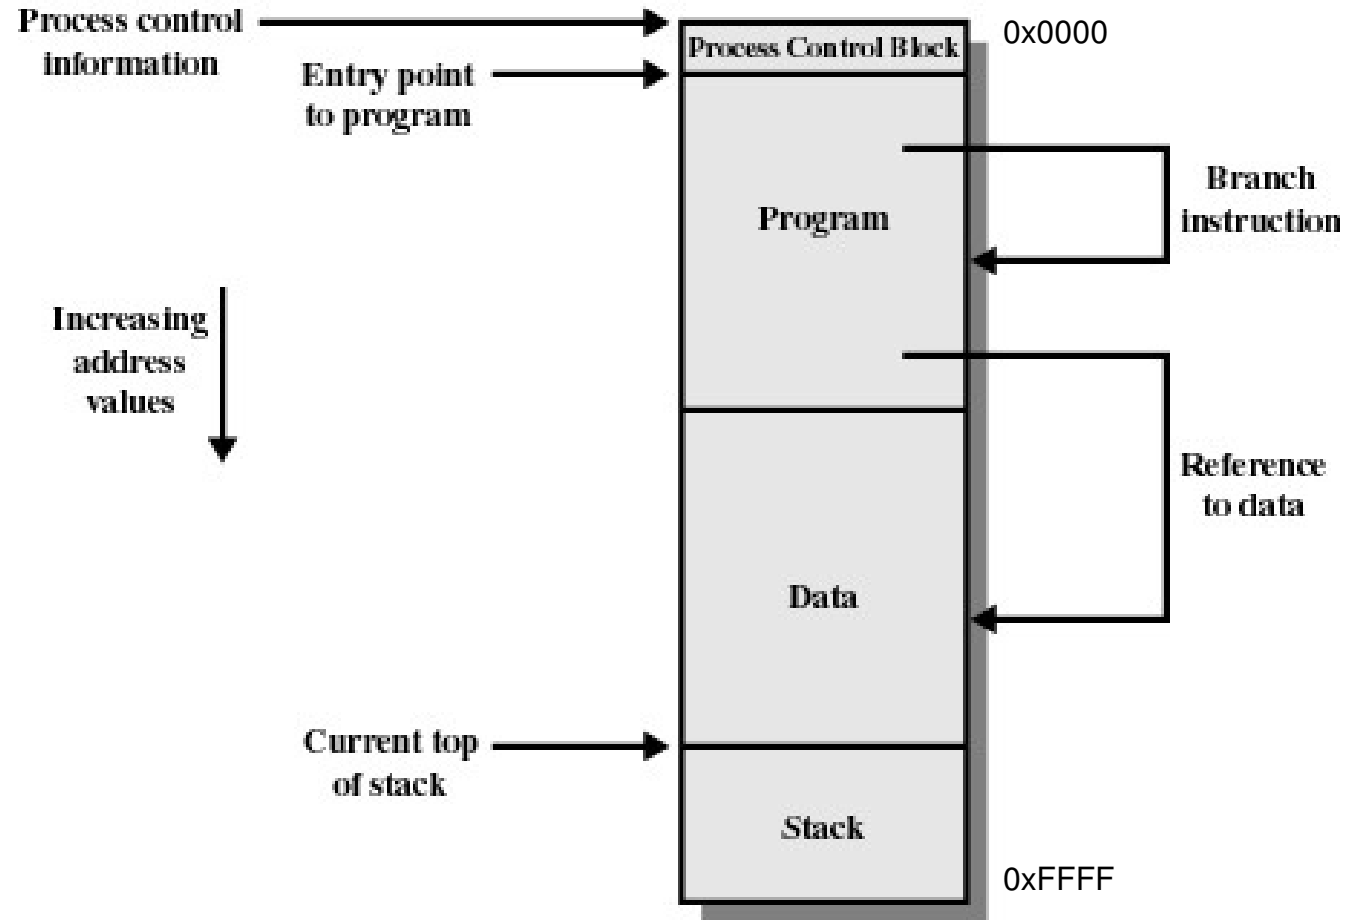 Process control
information
0x0000
Process Control Block
Entry point
to program
Branch
instruction
Program
Increasing
address
values
Reference
to data
Data
Current top
of stack
Stack
0xFFFF